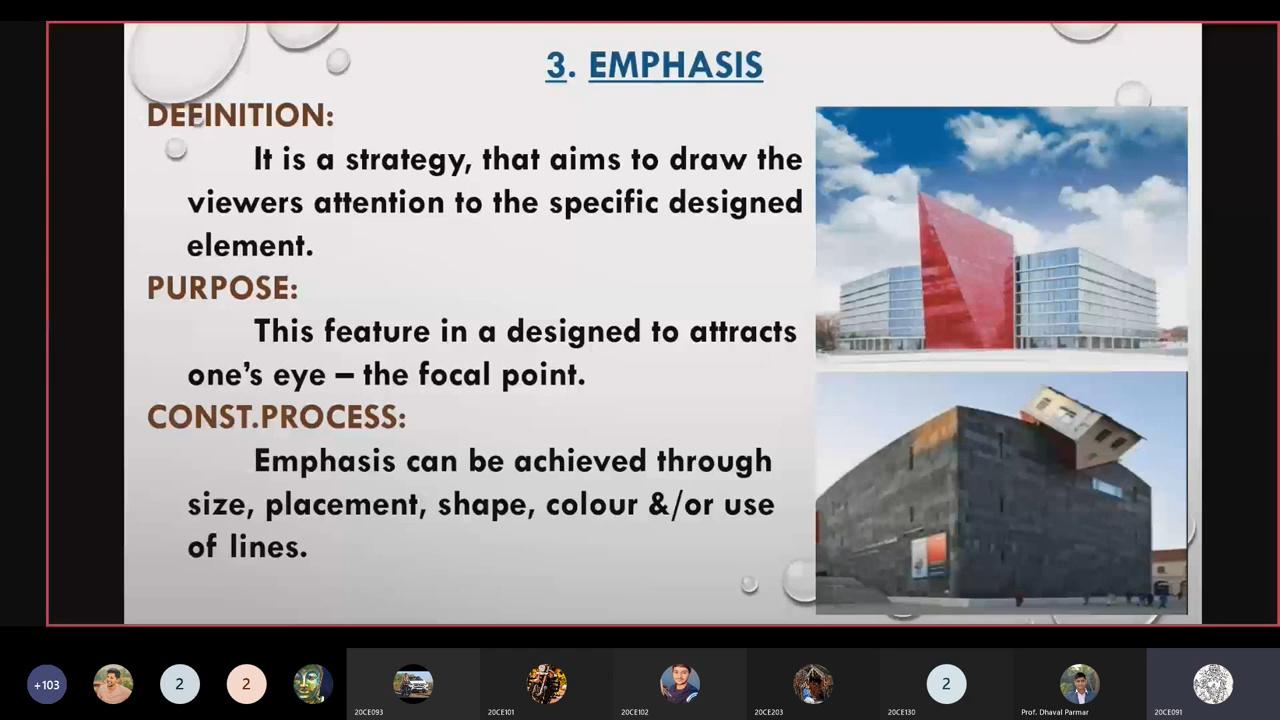 3. EMPHASIS
DEFINITION:
It is a strategy, that aims to draw the
viewers attention to the specific designed
element.
PURPOSE:
This feature in a designed to attracts
one’s eye – the focal point.
CONST.PROCESS:
Emphasis can be achieved through
size, placement, shape, colour &/or use
of lines.
+103
2
2
2
20CE093
20CE101
20CE102
20CE203
20CE130
Prof. Dhaval Parmar
20CE091